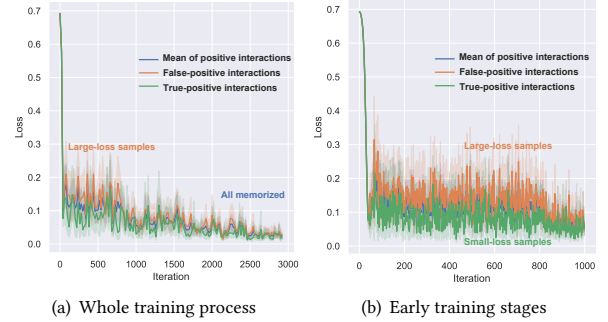 0.7
0.6
0.5
0.4
0.3
0.2
0.1
0.0
Loss
Mean of positive interactions
False-positive interactions
True-positive interactions
Large-loss samples
All memorized
0 500 1000 1500 2000 2500 3000
Iteration
(a) Whole training process
0.7
0.6
0.5
0.4
0.3
0.2
0.1
0.0
Loss
Mean of positive interactions
False-positive interactions
True-positive interactions
Large-loss samples
Small-loss samples
0 200 400 600 800 1000
Iteration
(b) Early training stages